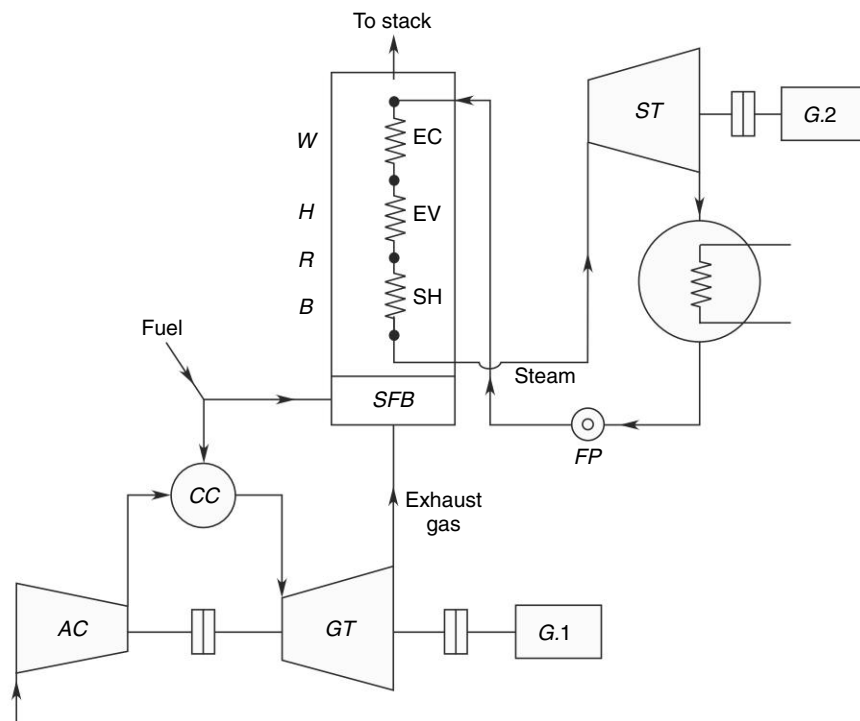 To stack
W
EC
ST
G.2
H
EV
R
B
SH
Fuel
Steam
SFB
FP
CC
Exhaust
gas
AC
GT
G.1